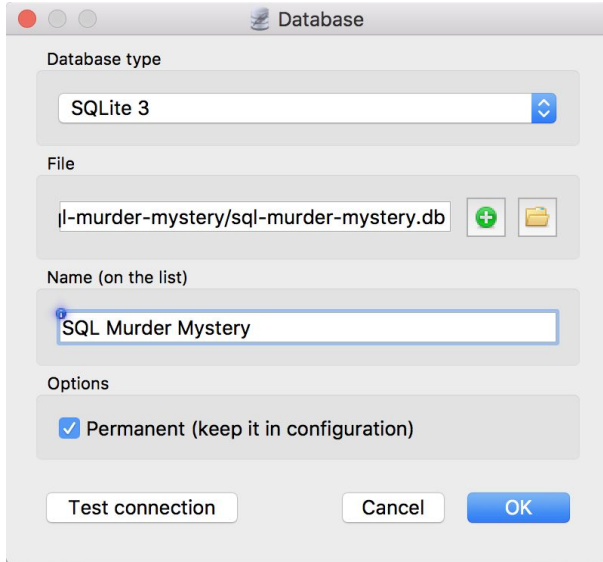 Database
Database type
SQLite 3
File
l-murder-mystery/sql-murder-mystery.db
Name (on the list)
SQL Murder Mystery
Options
Permanent (keep it in configuration)
Test connection Cancel OK